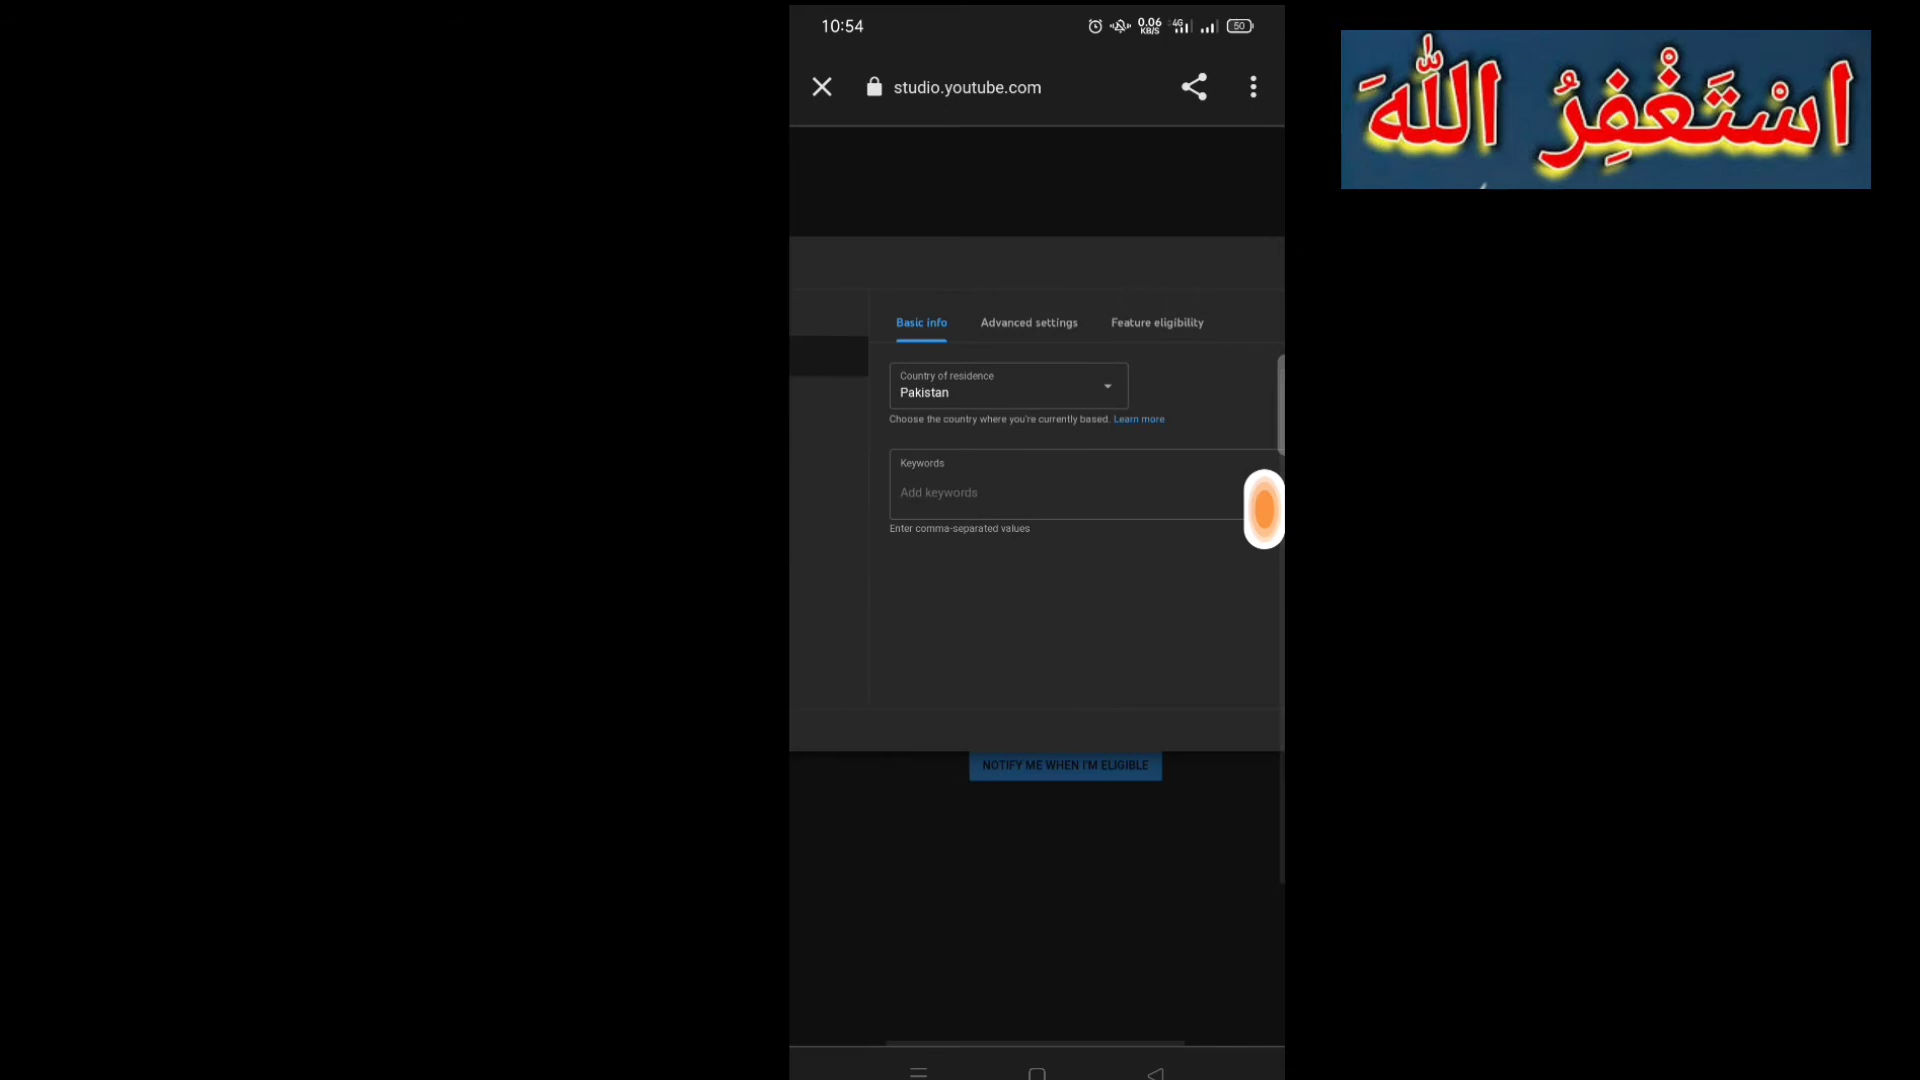 10:54
0.06
KB/S
4G
50
studio.youtube.com
اسْتَغْفِرُ اللّٰهَ
Basic info
Advanced settings
Feature eligibility
Country of residence
Pakistan
Choose the country where you're currently based. Learn more
Keywords
Add keywords
Enter comma-separated values
NOTIFY ME WHEN I'M ELIGIBLE